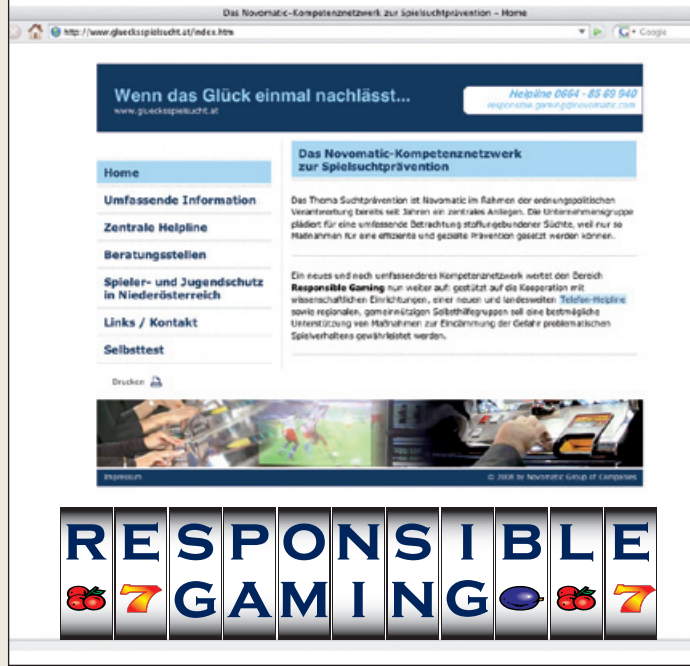 Das Novomatic-Kompetenznetzwerk zur Spielsuchtprävention – Home
http://www.gluecksspielsucht.at/index.htm
Google
Wenn das Glück einmal nachlässt...
www.gluecksspielsucht.at
Helpline 0664 - 85 69 940
responsible.gaming@novomatic.com
Home
Umfassende Information
Zentrale Helpline
Beratungsstellen
Spieler- und Jugendschutz
in Niederösterreich
Links / Kontakt
Selbsttest
Drucken
Das Novomatic-Kompetenznetzwerk
zur Spielsuchtprävention
Das Thema Suchtprävention ist Novomatic im Rahmen der ordnungspolitischen
Verantwortung bereits seit Jahren ein zentrales Anliegen. Die Unternehmensgruppe
plädiert für eine umfassende Betrachtung stoffungebundener Süchte, weil nur so
Maßnahmen für eine effiziente und gezielte Prävention gesetzt werden können.
Ein neues und noch umfassenderes Kompetenznetzwerk wertet den Bereich
Responsible Gaming nun weiter auf: gestützt auf die Kooperation mit
wissenschaftlichen Einrichtungen, einer neuen und landesweiten Telefon-Helpline
sowie regionalen, gemeinnützigen Selbsthilfegruppen soll eine bestmögliche
Unterstützung von Maßnahmen zur Eindämmung der Gefahr problematischen
Spielverhaltens gewährleistet werden.
Impressum
© 2008 by Novomatic Group of Companies
RESPONSIBLE
7 GAMING 7